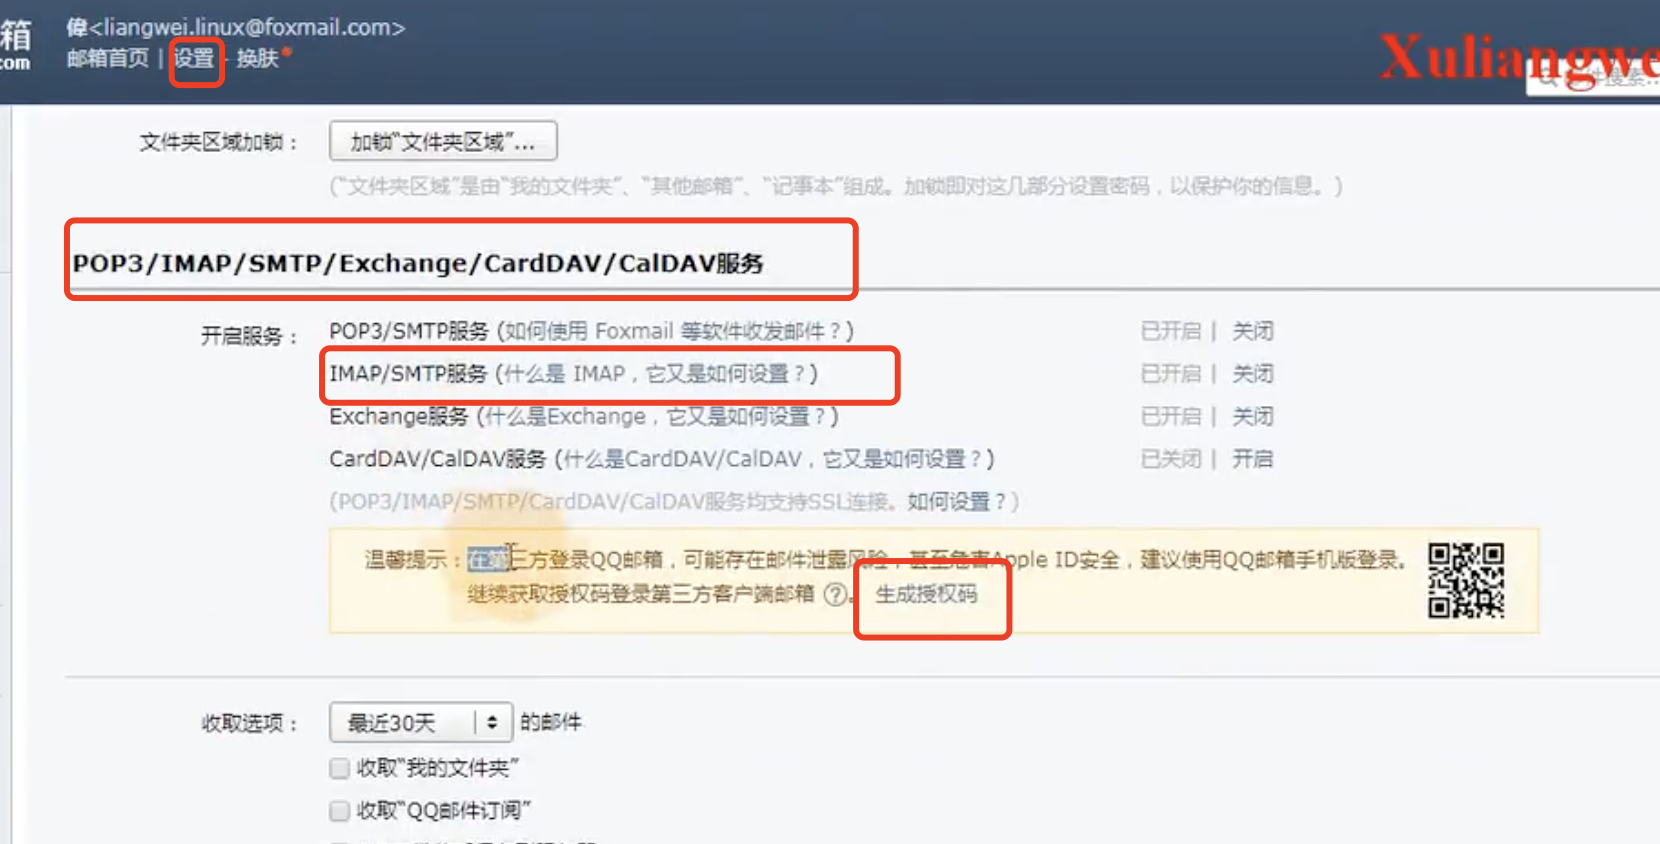 箱
.com
偉<liangwei.linux@foxmail.com>
邮箱首页 | 设置 - 换肤
Xuliangwe
文件夹区域加锁：
加锁“文件夹区域”...
(“文件夹区域”是由“我的文件夹”、“其他邮箱”、“记事本”组成。加锁即对这几部分设置密码，以保护你的信息。)
POP3/IMAP/SMTP/Exchange/CardDAV/CalDAV服务
开启服务：
POP3/SMTP服务 (如何使用 Foxmail 等软件收发邮件？) 已开启 | 关闭
IMAP/SMTP服务 (什么是 IMAP，它又是如何设置？) 已开启 | 关闭
Exchange服务 (什么是Exchange，它又是如何设置？) 已开启 | 关闭
CardDAV/CalDAV服务 (什么是CardDAV/CalDAV，它又是如何设置？) 已关闭 | 开启
(POP3/IMAP/SMTP/CardDAV/CalDAV服务均支持SSL连接。如何设置？)
温馨提示：在第三方登录QQ邮箱，可能存在邮件泄露风险，甚至危害Apple ID安全，建议使用QQ邮箱手机版登录。
继续获取授权码登录第三方客户端邮箱 ?。 生成授权码
收取选项：
最近30天 的邮件
收取“我的文件夹”
收取“QQ邮件订阅”